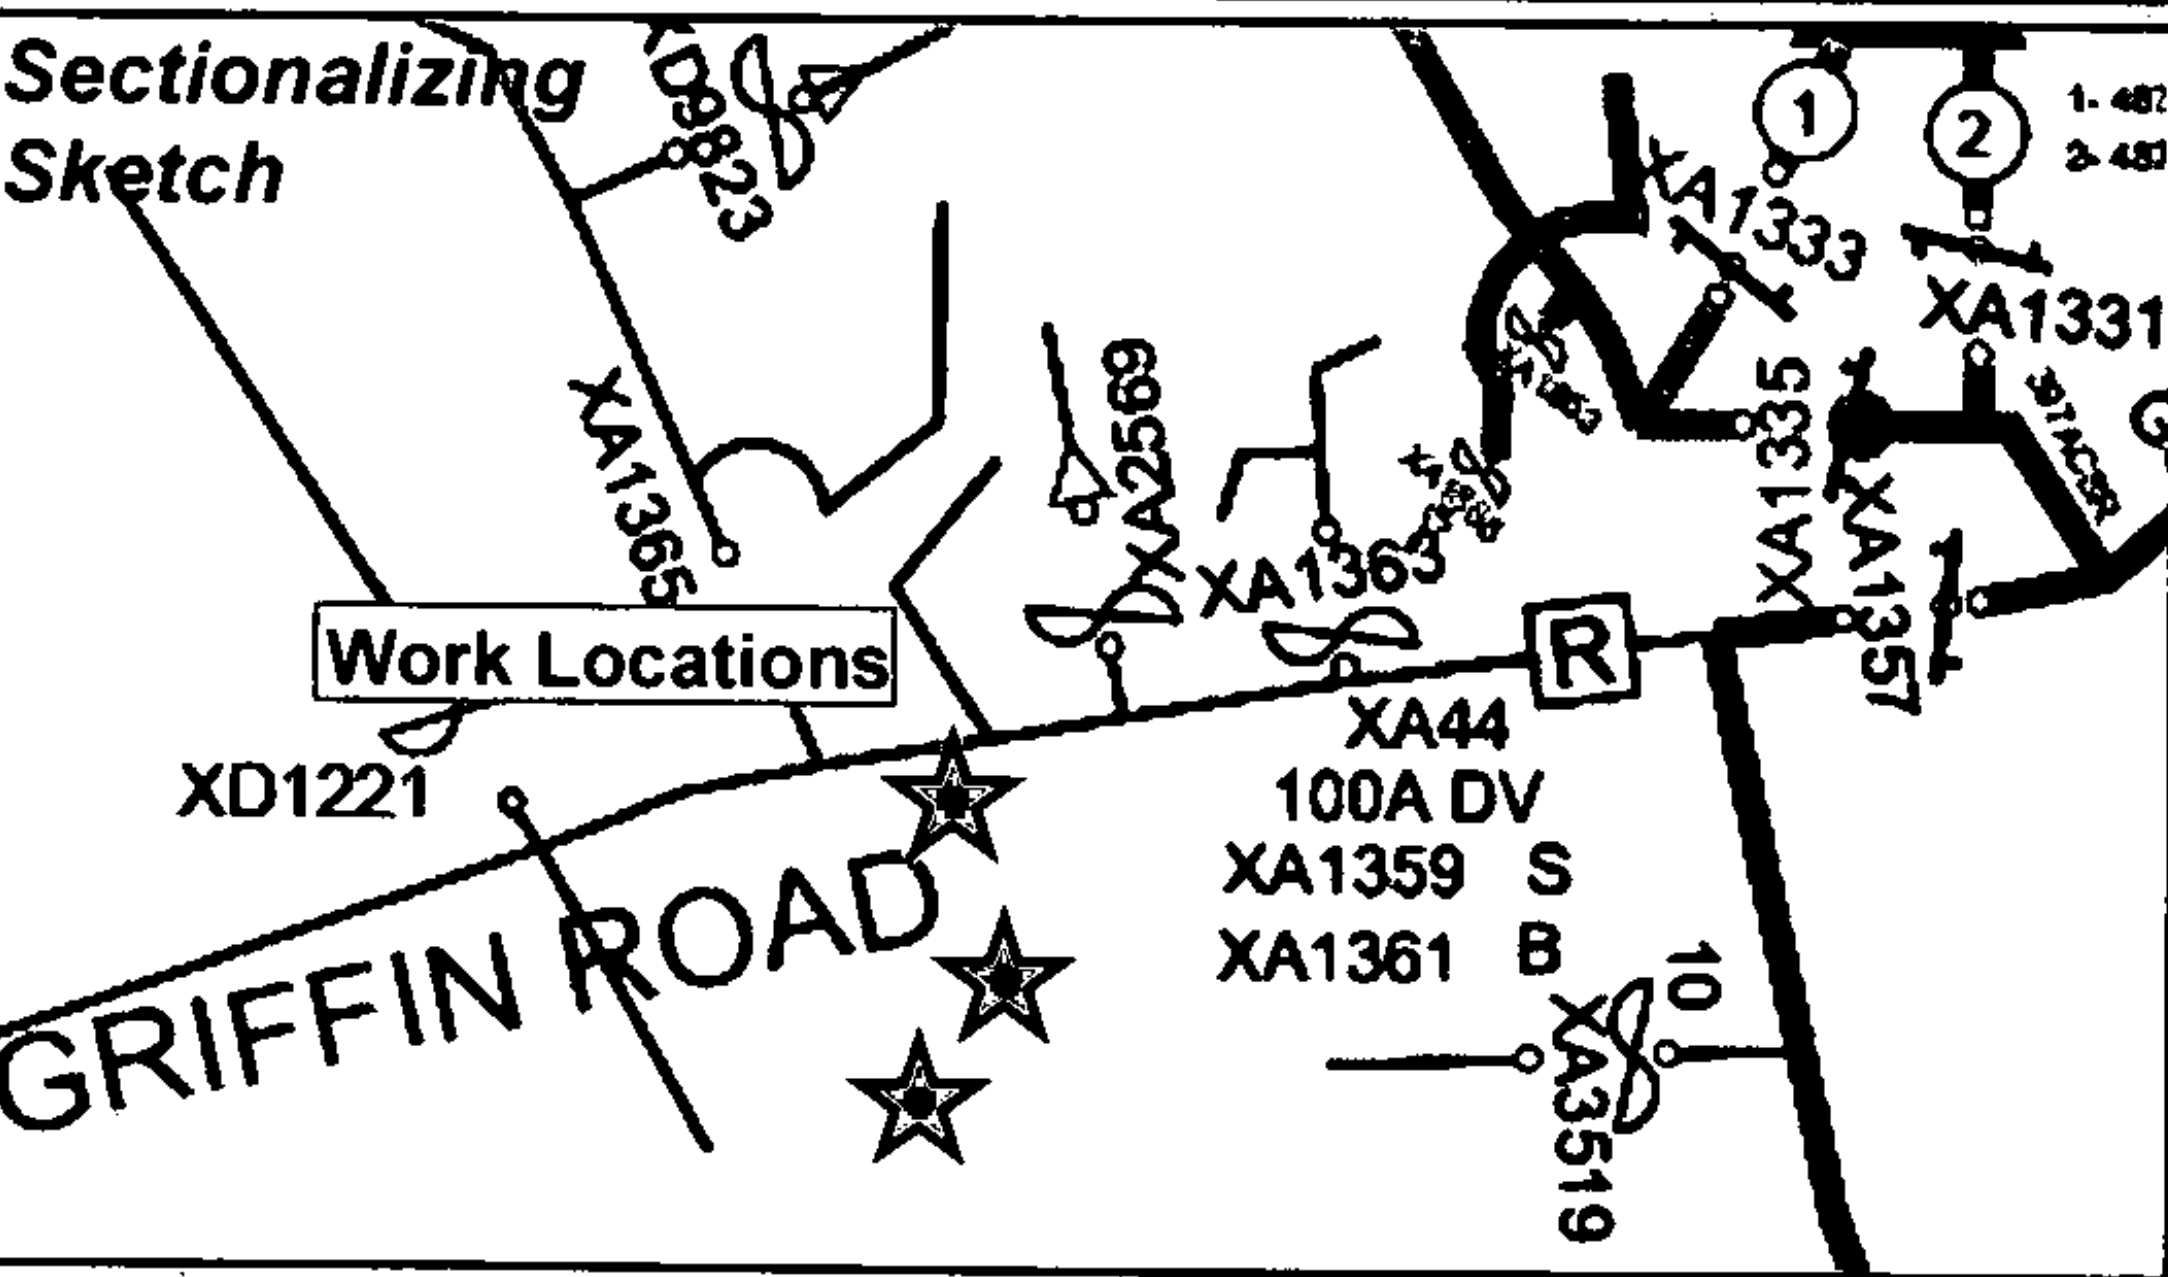 Sectionalizing
Sketch
XD9823
1
2
XA1333
XA1331
XA1335
XA1357
XA2569
XA1363
XA1365
Work Locations
R
XD1221
XA44
100A DV
XA1359 S
XA1361 B
GRIFFIN ROAD
10
XA3519